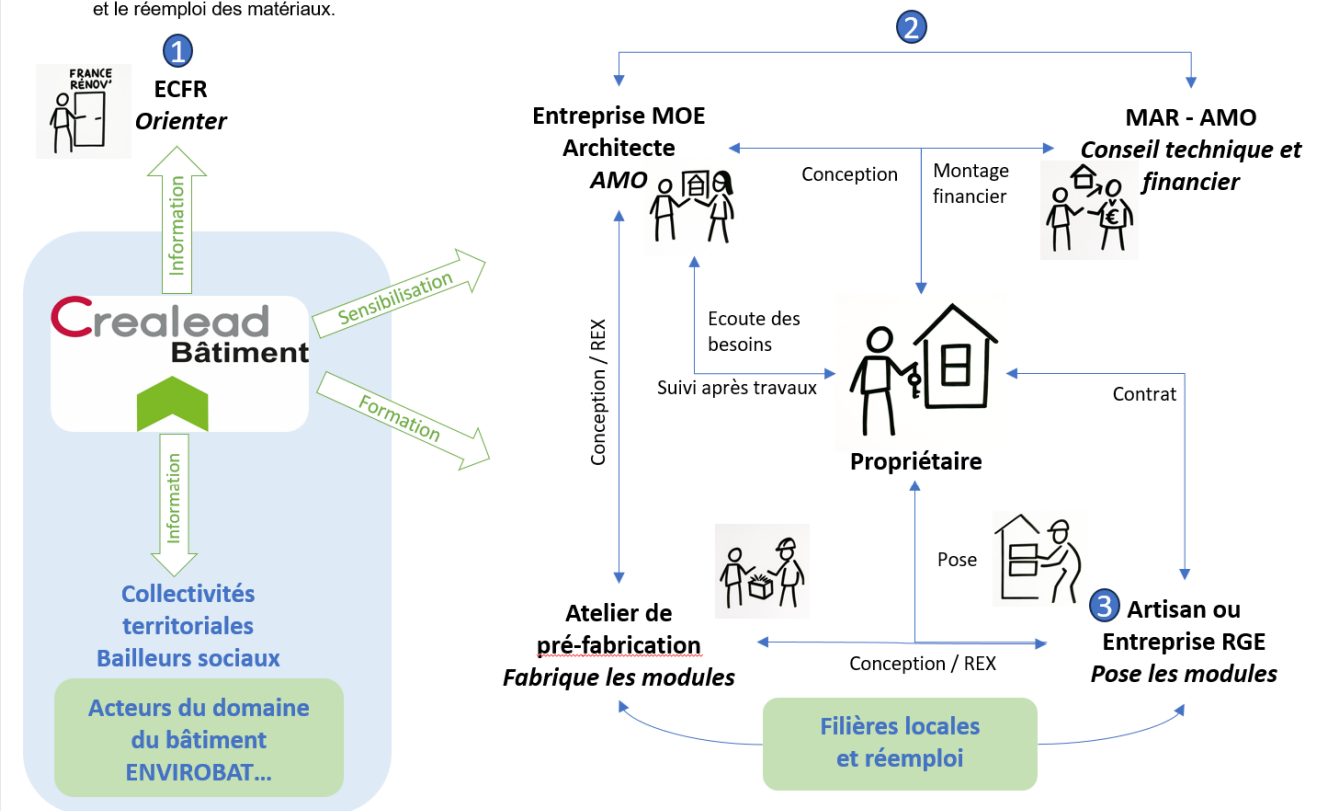 et le réemploi des matériaux.
1
FRANCE
RÉNOV'
ECFR
Orienter
Information
Crealead
Bâtiment
Sensibilisation
Formation
Information
Collectivités
territoriales
Bailleurs sociaux
Acteurs du domaine
du bâtiment
ENVIROBAT...
2
Entreprise MOE
Architecte
AMO
MAR - AMO
Conseil technique et
financier
€
Conception
Montage
financier
Conception / REX
Ecoute des
besoins
Suivi après travaux
Propriétaire
Contrat
Pose
Atelier de
pré-fabrication
Fabrique les modules
Conception / REX
3
Artisan ou
Entreprise RGE
Pose les modules
Filières locales
et réemploi